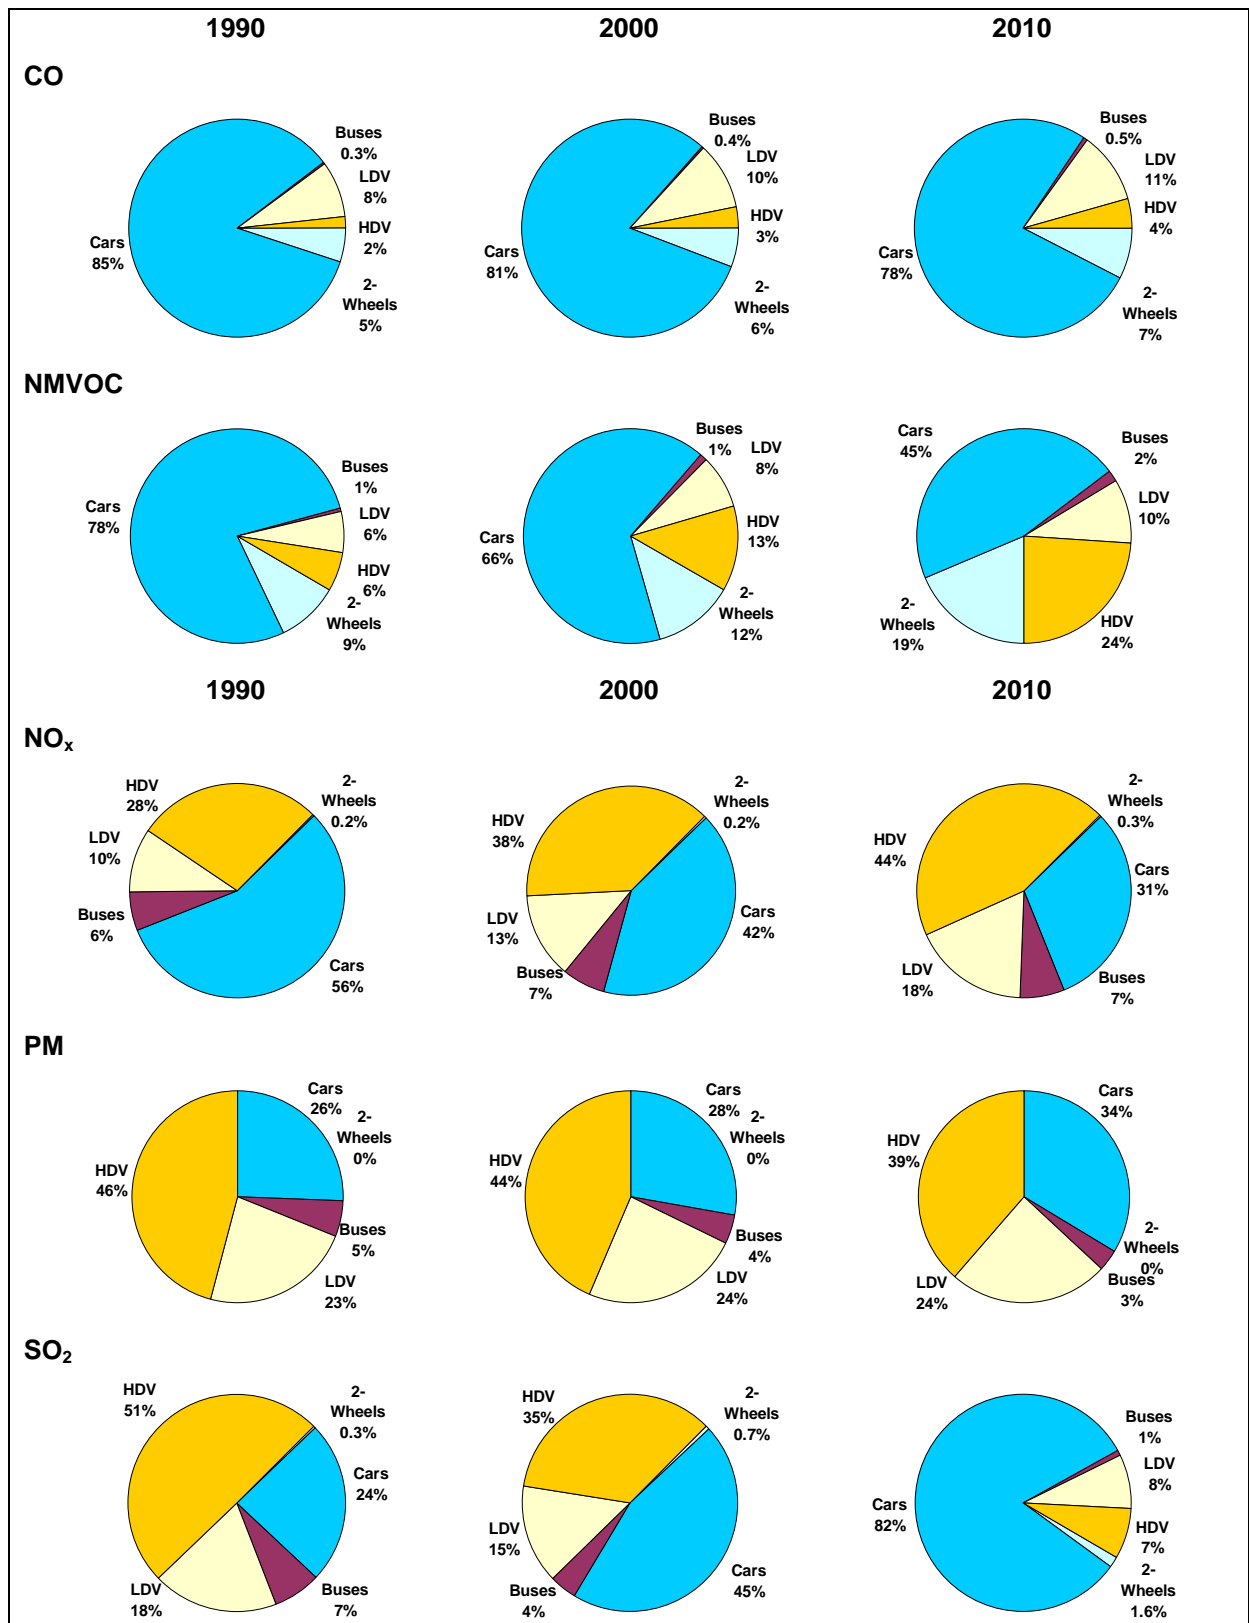 1990
2000
2010
CO
Buses
0.3%
LDV
8%
HDV
2%
2-
Wheels
5%
Cars
85%
Buses
0.4%
LDV
10%
HDV
3%
2-
Wheels
6%
Cars
81%
Buses
0.5%
LDV
11%
HDV
4%
2-
Wheels
7%
Cars
78%
NMVOC
Buses
1%
LDV
6%
HDV
6%
2-
Wheels
9%
Cars
78%
Buses
1%
LDV
8%
HDV
13%
2-
Wheels
12%
Cars
66%
Cars
45%
Buses
2%
LDV
10%
HDV
24%
2-
Wheels
19%
1990
2000
2010
NOx
HDV
28%
2-
Wheels
0.2%
LDV
10%
Buses
6%
Cars
56%
2-
Wheels
0.2%
HDV
38%
LDV
13%
Cars
42%
Buses
7%
2-
Wheels
0.3%
HDV
44%
Cars
31%
LDV
18%
Buses
7%
PM
Cars
26%
2-
Wheels
0%
HDV
46%
Buses
5%
LDV
23%
Cars
28%
2-
Wheels
0%
HDV
44%
Buses
4%
LDV
24%
Cars
34%
HDV
39%
2-
Wheels
0%
Buses
3%
LDV
24%
SO2
HDV
51%
2-
Wheels
0.3%
Cars
24%
LDV
18%
Buses
7%
HDV
35%
2-
Wheels
0.7%
LDV
15%
Buses
4%
Cars
45%
Buses
1%
LDV
8%
Cars
82%
HDV
7%
2-
Wheels
1.6%